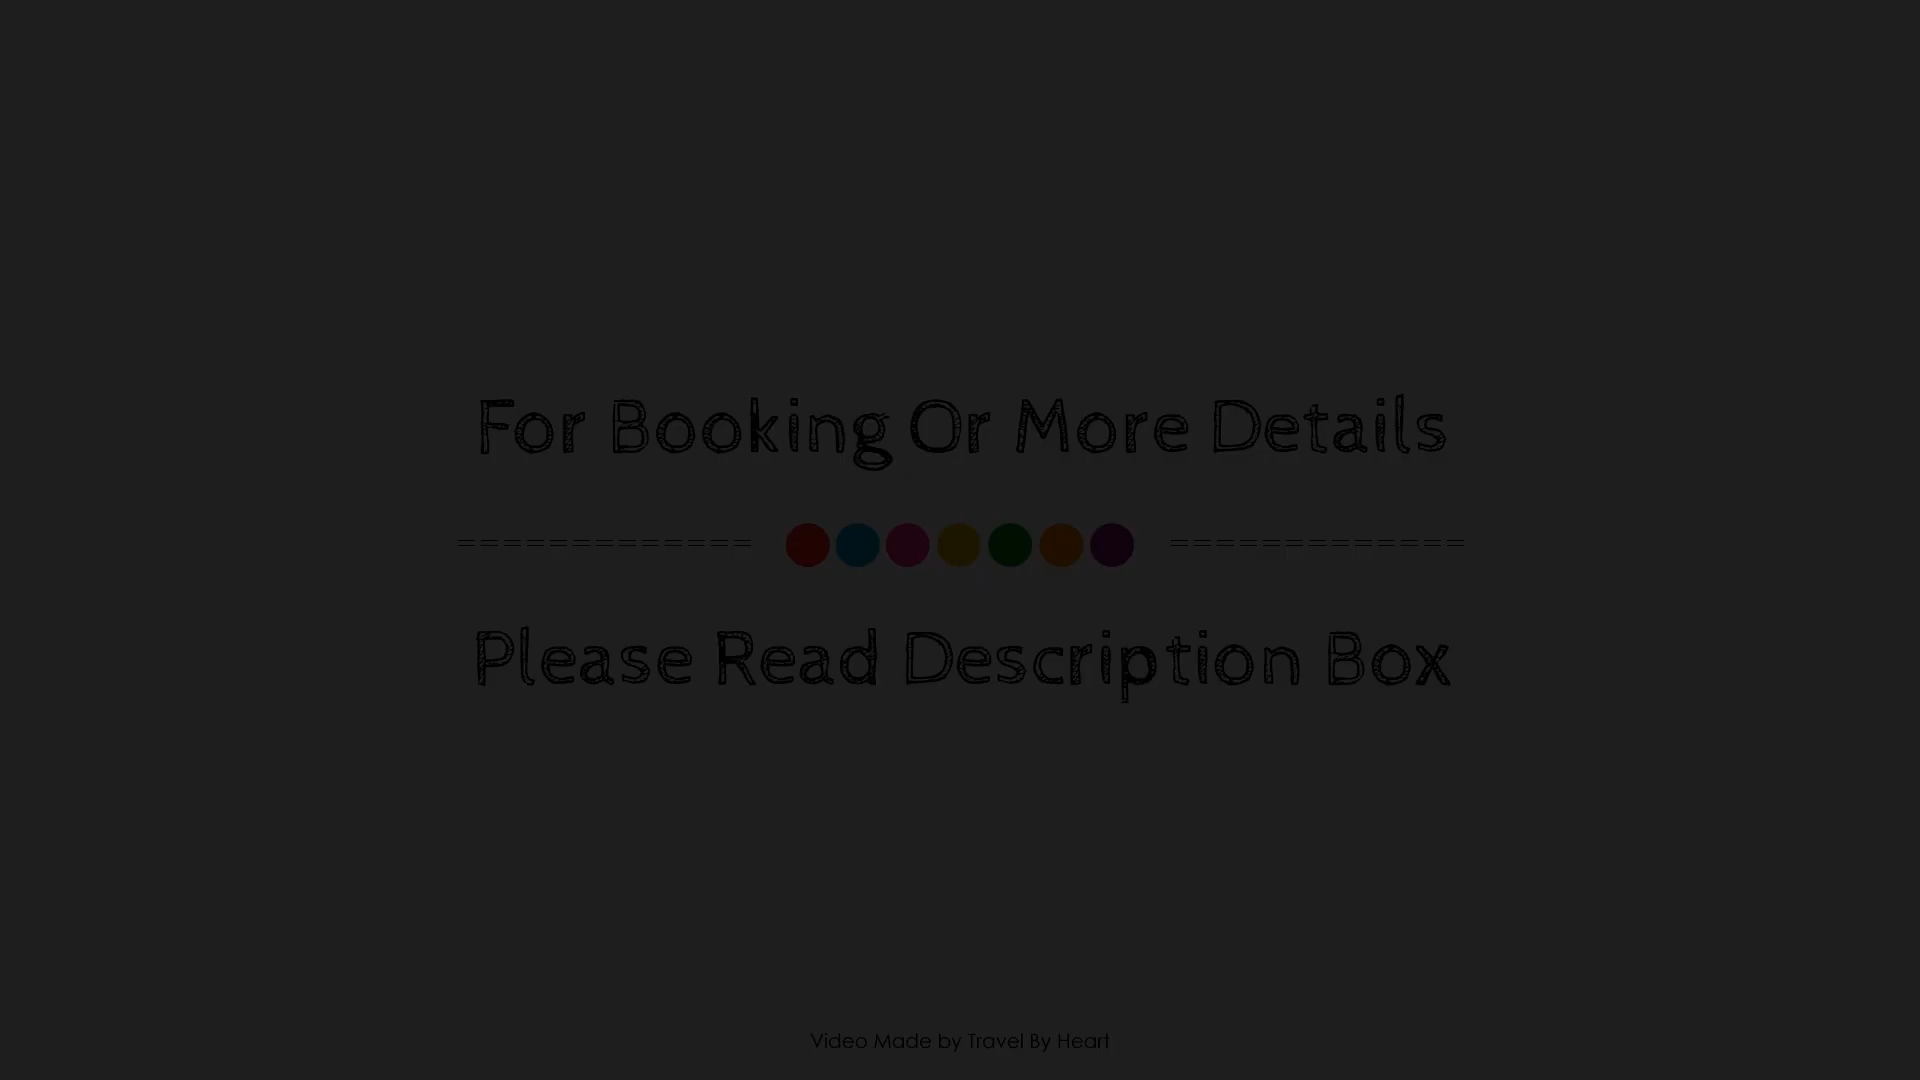 For Booking Or More Details
============= =============
Please Read Description Box
Video Made by Travel By Heart